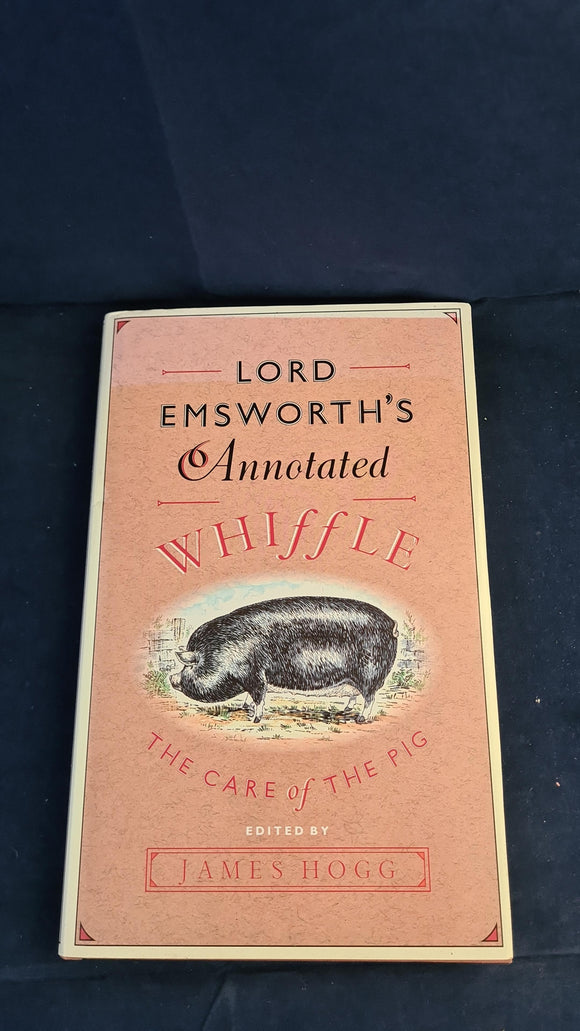 LORD
EMSWORTH'S
Annotated
WHIFFLE
THE CARE of THE PIG
EDITED BY
JAMES HOGG